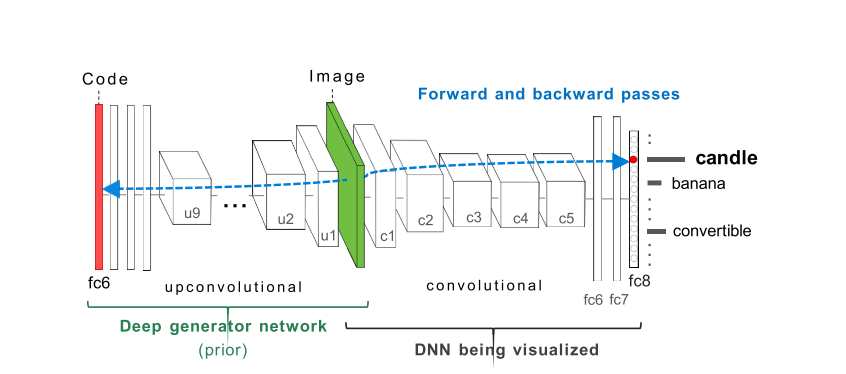 Code
Image
Forward and backward passes
candle
banana
convertible
u9
...
u2
u1
c1
c2
c3
c4
c5
fc6
upconvolutional
convolutional
fc6
fc7
fc8
Deep generator network
(prior)
DNN being visualized